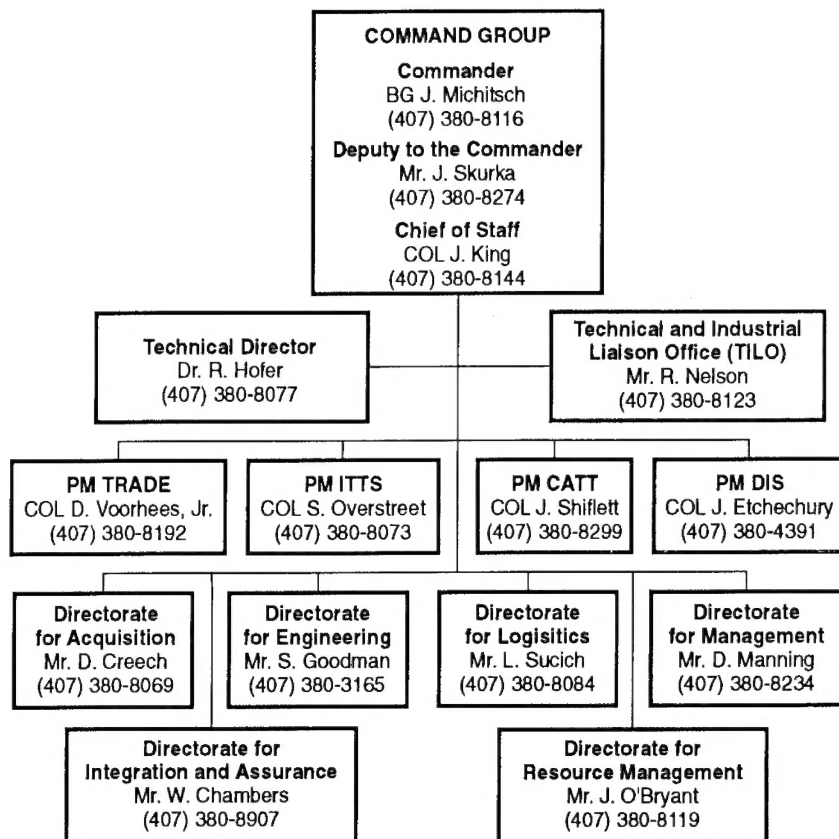 COMMAND GROUP
Commander
BG J. Michitsch
(407) 380-8116
Deputy to the Commander
Mr. J. Skurka
(407) 380-8274
Chief of Staff
COL J. King
(407) 380-8144
Technical Director
Dr. R. Hofer
(407) 380-8077
Technical and Industrial
Liaison Office (TILO)
Mr. R. Nelson
(407) 380-8123
PM TRADE
COL D. Voorhees, Jr.
(407) 380-8192
PM ITTS
COL S. Overstreet
(407) 380-8073
PM CATT
COL J. Shiflett
(407) 380-8299
PM DIS
COL J. Etchechury
(407) 380-4391
Directorate
for Acquisition
Mr. D. Creech
(407) 380-8069
Directorate
for Engineering
Mr. S. Goodman
(407) 380-3165
Directorate
for Logisitics
Mr. L. Sucich
(407) 380-8084
Directorate
for Management
Mr. D. Manning
(407) 380-8234
Directorate for
Integration and Assurance
Mr. W. Chambers
(407) 380-8907
Directorate for
Resource Management
Mr. J. O'Bryant
(407) 380-8119